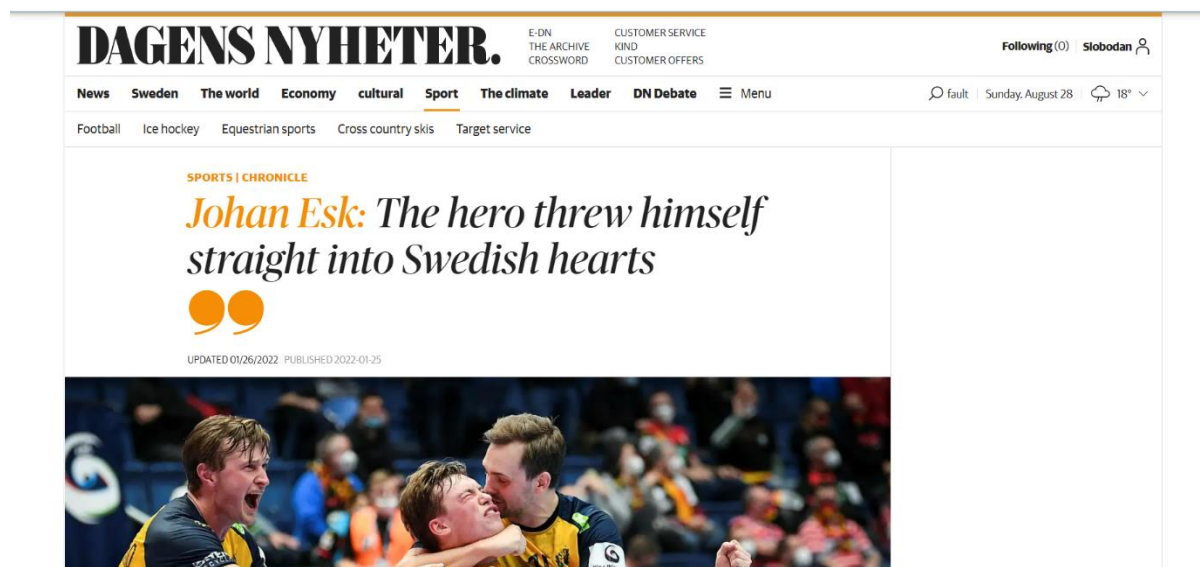 DAGENS NYHETER.
E-DN
THE ARCHIVE
CROSSWORD
CUSTOMER SERVICE
KIND
CUSTOMER OFFERS
Following (0) Slobodan
News Sweden The world Economy cultural Sport The climate Leader DN Debate Menu
fault Sunday, August 28 18°
Football Ice hockey Equestrian sports Cross country skis Target service
SPORTS | CHRONICLE
Johan Esk: The hero threw himself
straight into Swedish hearts
UPDATED 01/26/2022 PUBLISHED 2022-01-25